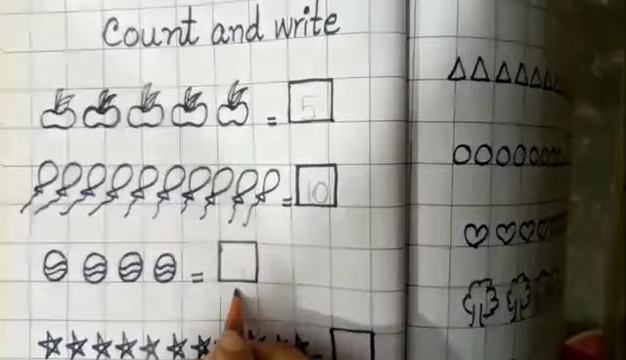 Count and write
= 5
= 10
=